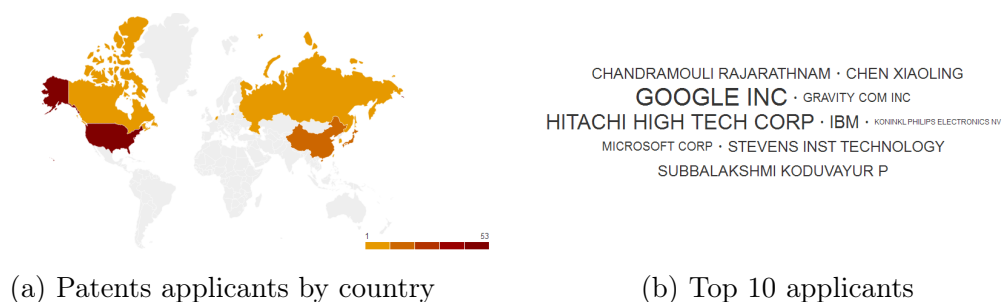 CHANDRAMOULI RAJARATHNAM · CHEN XIAOLING
GOOGLE INC · GRAVITY COM INC
HITACHI HIGH TECH CORP · IBM · KONINKL PHILIPS ELECTRONICS NV
MICROSOFT CORP · STEVENS INST TECHNOLOGY
SUBBALAKSHMI KODUVAYUR P
1 53
(a) Patents applicants by country
(b) Top 10 applicants